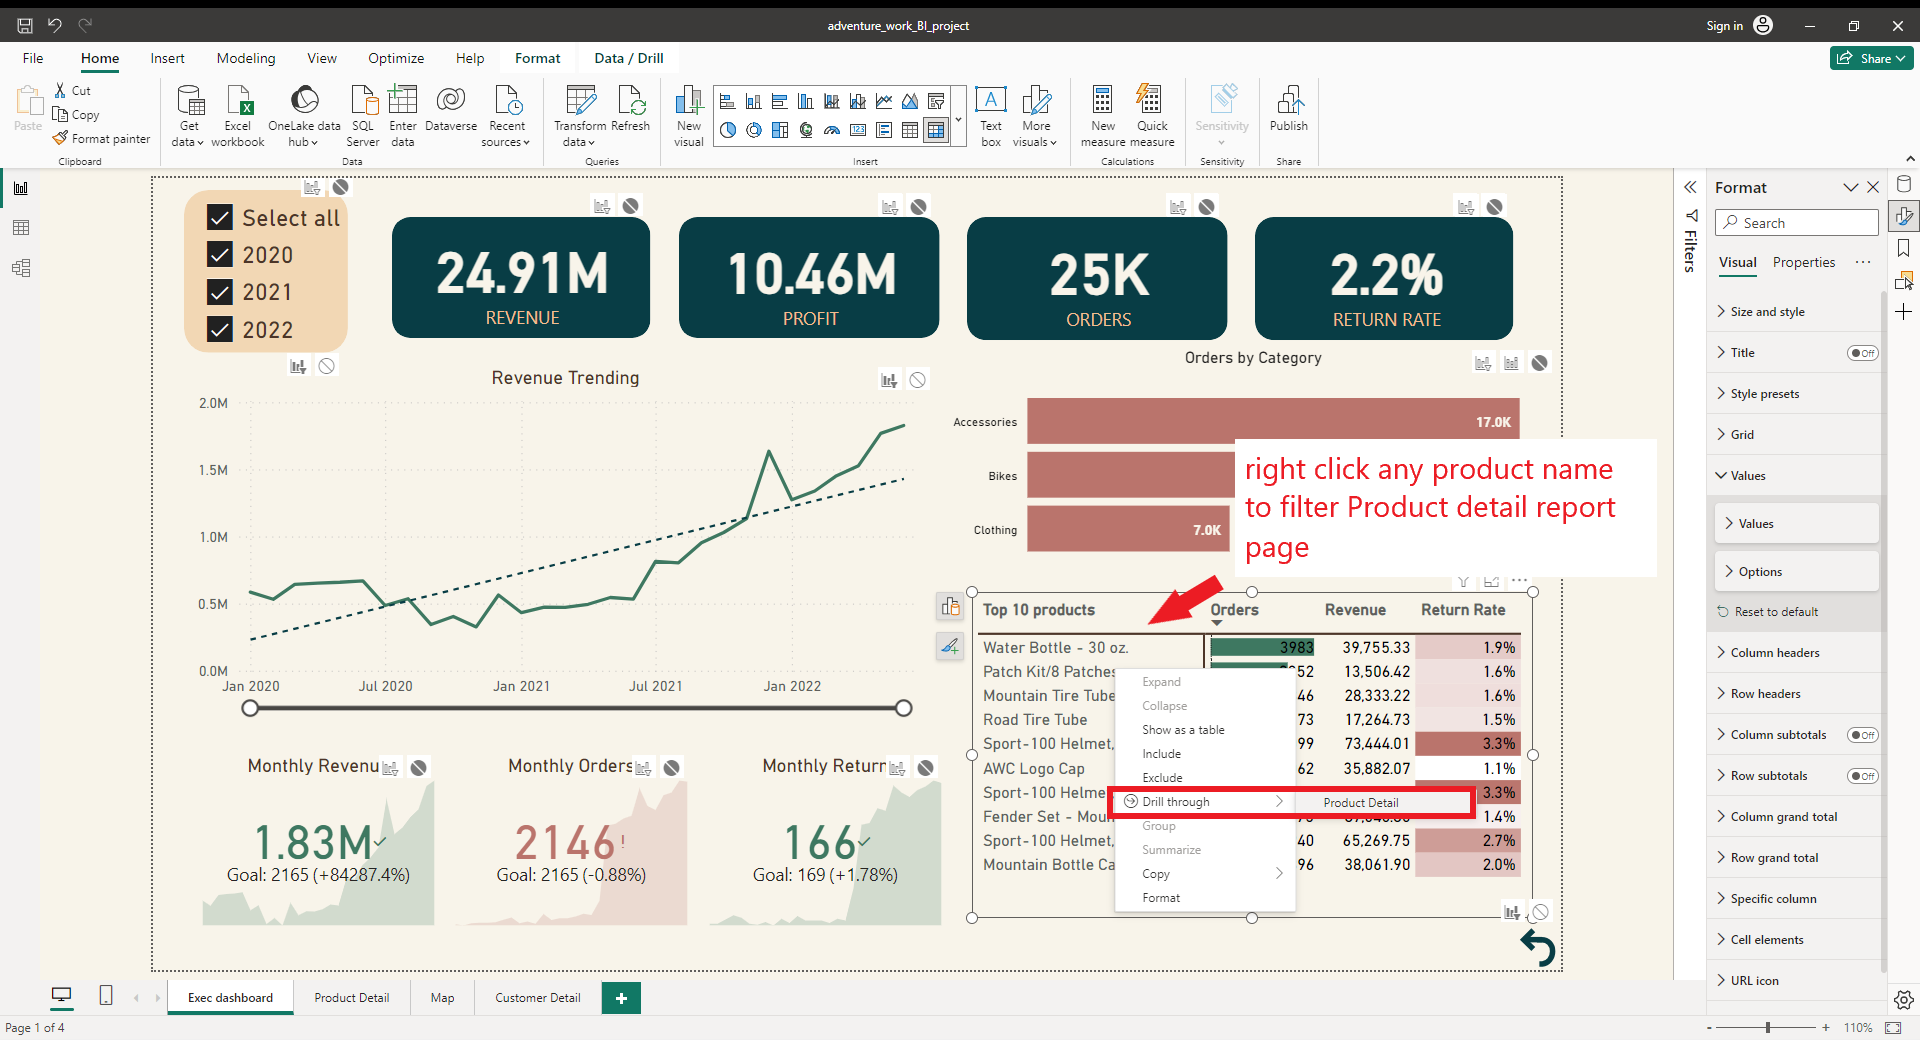 adventure_work_BI_project
Sign in
File
Home
Insert
Modeling
View
Optimize
Help
Format
Data / Drill
Share
Paste
Cut
Copy
Format painter
Clipboard
Get data
Excel workbook
OneLake data hub
SQL Server
Enter data
Dataverse
Recent sources
Data
Transform data
Refresh
Queries
New visual
Text box
More visuals
Insert
New measure
Quick measure
Calculations
Sensitivity
Sensitivity
Publish
Share
Select all
2020
2021
2022
24.91M
REVENUE
10.46M
PROFIT
25K
ORDERS
2.2%
RETURN RATE
Revenue Trending
2.0M
1.5M
1.0M
0.5M
0.0M
Jan 2020
Jul 2020
Jan 2021
Jul 2021
Jan 2022
Orders by Category
Accessories
17.0K
Bikes
Clothing
7.0K
right click any product name
to filter Product detail report
page
Top 10 products Orders Revenue Return Rate
Water Bottle - 30 oz. 3983 39,755.33 1.9%
Patch Kit/8 Patches 52 13,506.42 1.6%
Mountain Tire Tube 46 28,333.22 1.6%
Road Tire Tube 73 17,264.73 1.5%
Sport-100 Helmet, 99 73,444.01 3.3%
AWC Logo Cap 62 35,882.07 1.1%
Sport-100 Helme 3.3%
Fender Set - Moun 1.4%
Sport-100 Helmet, 40 65,269.75 2.7%
Mountain Bottle Ca 96 38,061.90 2.0%
Expand
Collapse
Show as a table
Include
Exclude
Drill through
Product Detail
Group
Summarize
Copy
Format
Monthly Revenu
1.83M
Goal: 2165 (+84287.4%)
Monthly Orders
2146!
Goal: 2165 (-0.88%)
Monthly Return
166
Goal: 169 (+1.78%)
Filters
Format
Search
Visual
Properties
Size and style
Title
Off
Style presets
Grid
Values
Values
Options
Reset to default
Column headers
Row headers
Column subtotals
Off
Row subtotals
Off
Column grand total
Row grand total
Specific column
Cell elements
URL icon
Exec dashboard
Product Detail
Map
Customer Detail
Page 1 of 4
110%